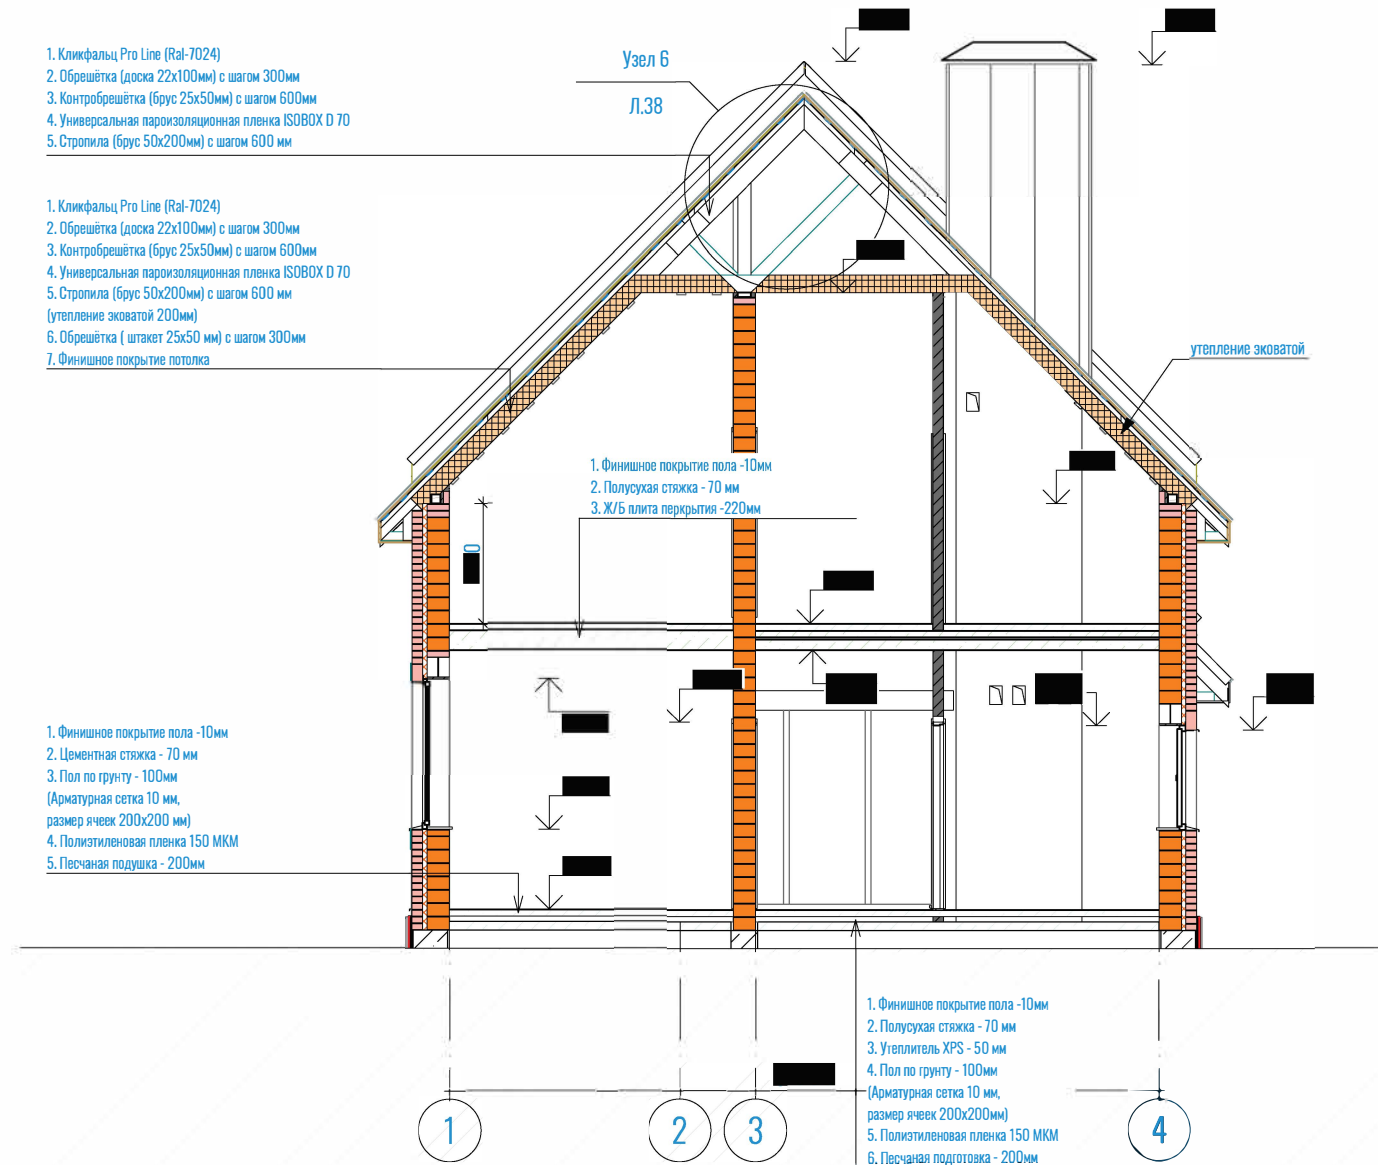 1. Кликфальц Pro Line (Ral-7024)
2. Обрешётка (доска 22х100мм) с шагом 300мм
3. Контробрешётка (брус 25х50мм) с шагом 600мм
4. Универсальная пароизоляционная пленка ISOBOX D 70
5. Стропила (брус 50х200мм) с шагом 600 мм
Узел 6
Л.38
1. Кликфальц Pro Line (Ral-7024)
2. Обрешётка (доска 22х100мм) с шагом 300мм
3. Контробрешётка (брус 25х50мм) с шагом 600мм
4. Универсальная пароизоляционная пленка ISOBOX D 70
5. Стропила (брус 50х200мм) с шагом 600 мм
(утепление эковатой 200мм)
6. Обрешётка ( штакет 25х50 мм) с шагом 300мм
7. Финишное покрытие потолка
утепление эковатой
1. Финишное покрытие пола -10мм
2. Полусухая стяжка - 70 мм
3. Ж/Б плита перкрытия -220мм
0
1. Финишное покрытие пола -10мм
2. Цементная стяжка - 70 мм
3. Пол по грунту - 100мм
(Арматурная сетка 10 мм,
размер ячеек 200х200 мм)
4. Полиэтиленовая пленка 150 МКМ
5. Песчаная подушка - 200мм
1. Финишное покрытие пола -10мм
2. Полусухая стяжка - 70 мм
3. Утеплитель XPS - 50 мм
4. Пол по грунту - 100мм
(Арматурная сетка 10 мм,
размер ячеек 200х200мм)
5. Полиэтиленовая пленка 150 МКМ
6. Песчаная подготовка - 200мм
1
2
3
4